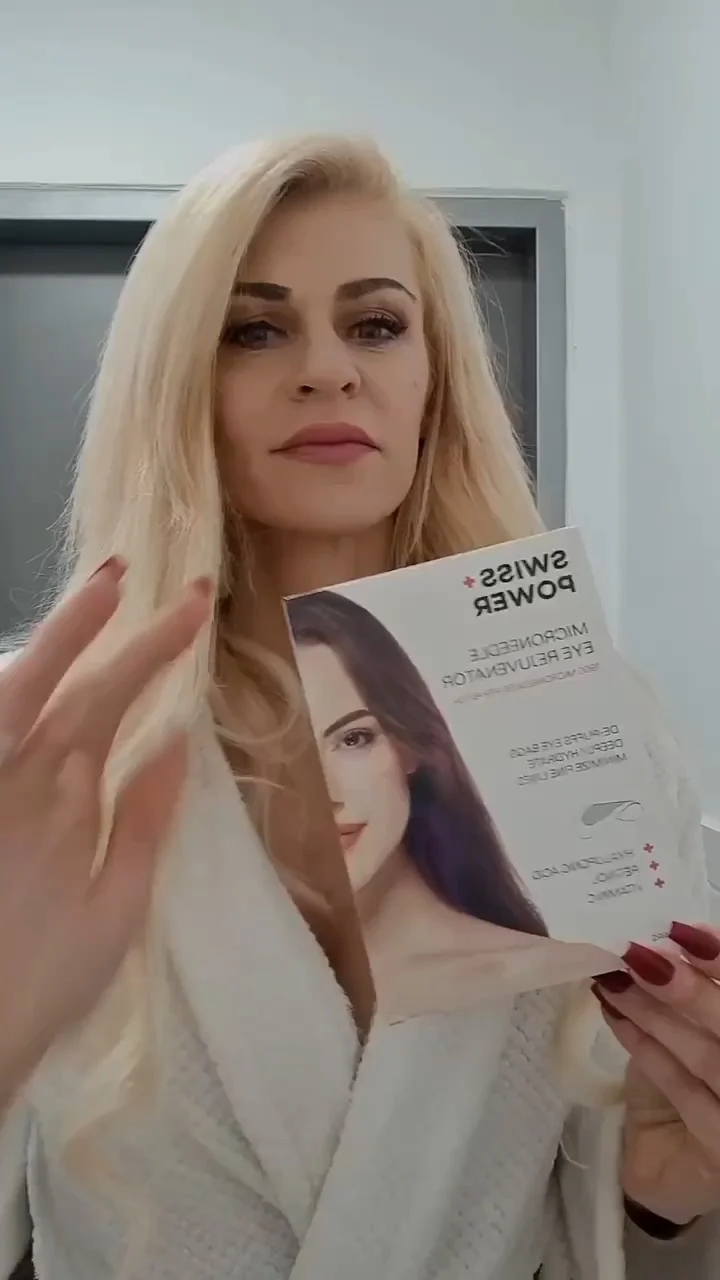 SWISS
POWER
MICRONEEDLE
EYE REJUVENATOR
DE-PUFFS EYE BAGS
DEEPLY HYDRATE
MINIMIZE FINE LINES
HYALURONIC ACID
RETINOL
VITAMIN C